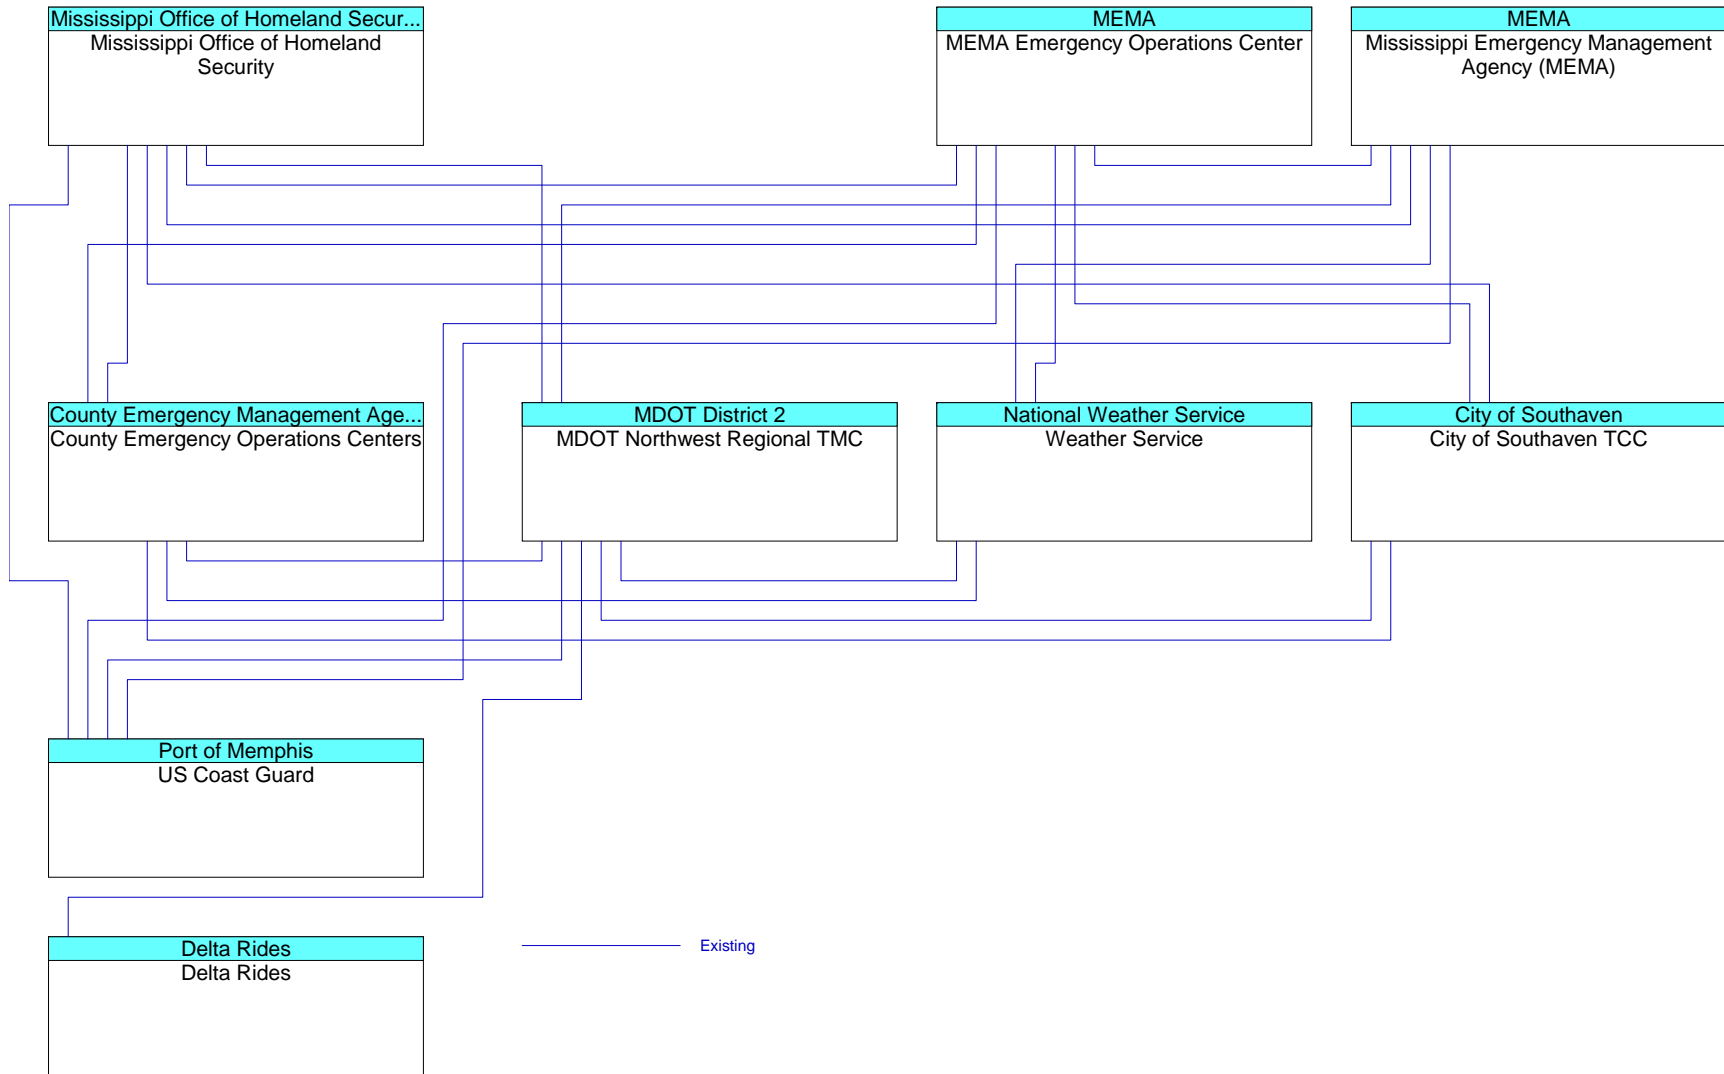 Mississippi Office of Homeland Secur...
Mississippi Office of Homeland
Security
MEMA
MEMA Emergency Operations Center
MEMA
Mississippi Emergency Management
Agency (MEMA)
County Emergency Management Age...
County Emergency Operations Centers
MDOT District 2
MDOT Northwest Regional TMC
National Weather Service
Weather Service
City of Southaven
City of Southaven TCC
Port of Memphis
US Coast Guard
Delta Rides
Delta Rides
Existing